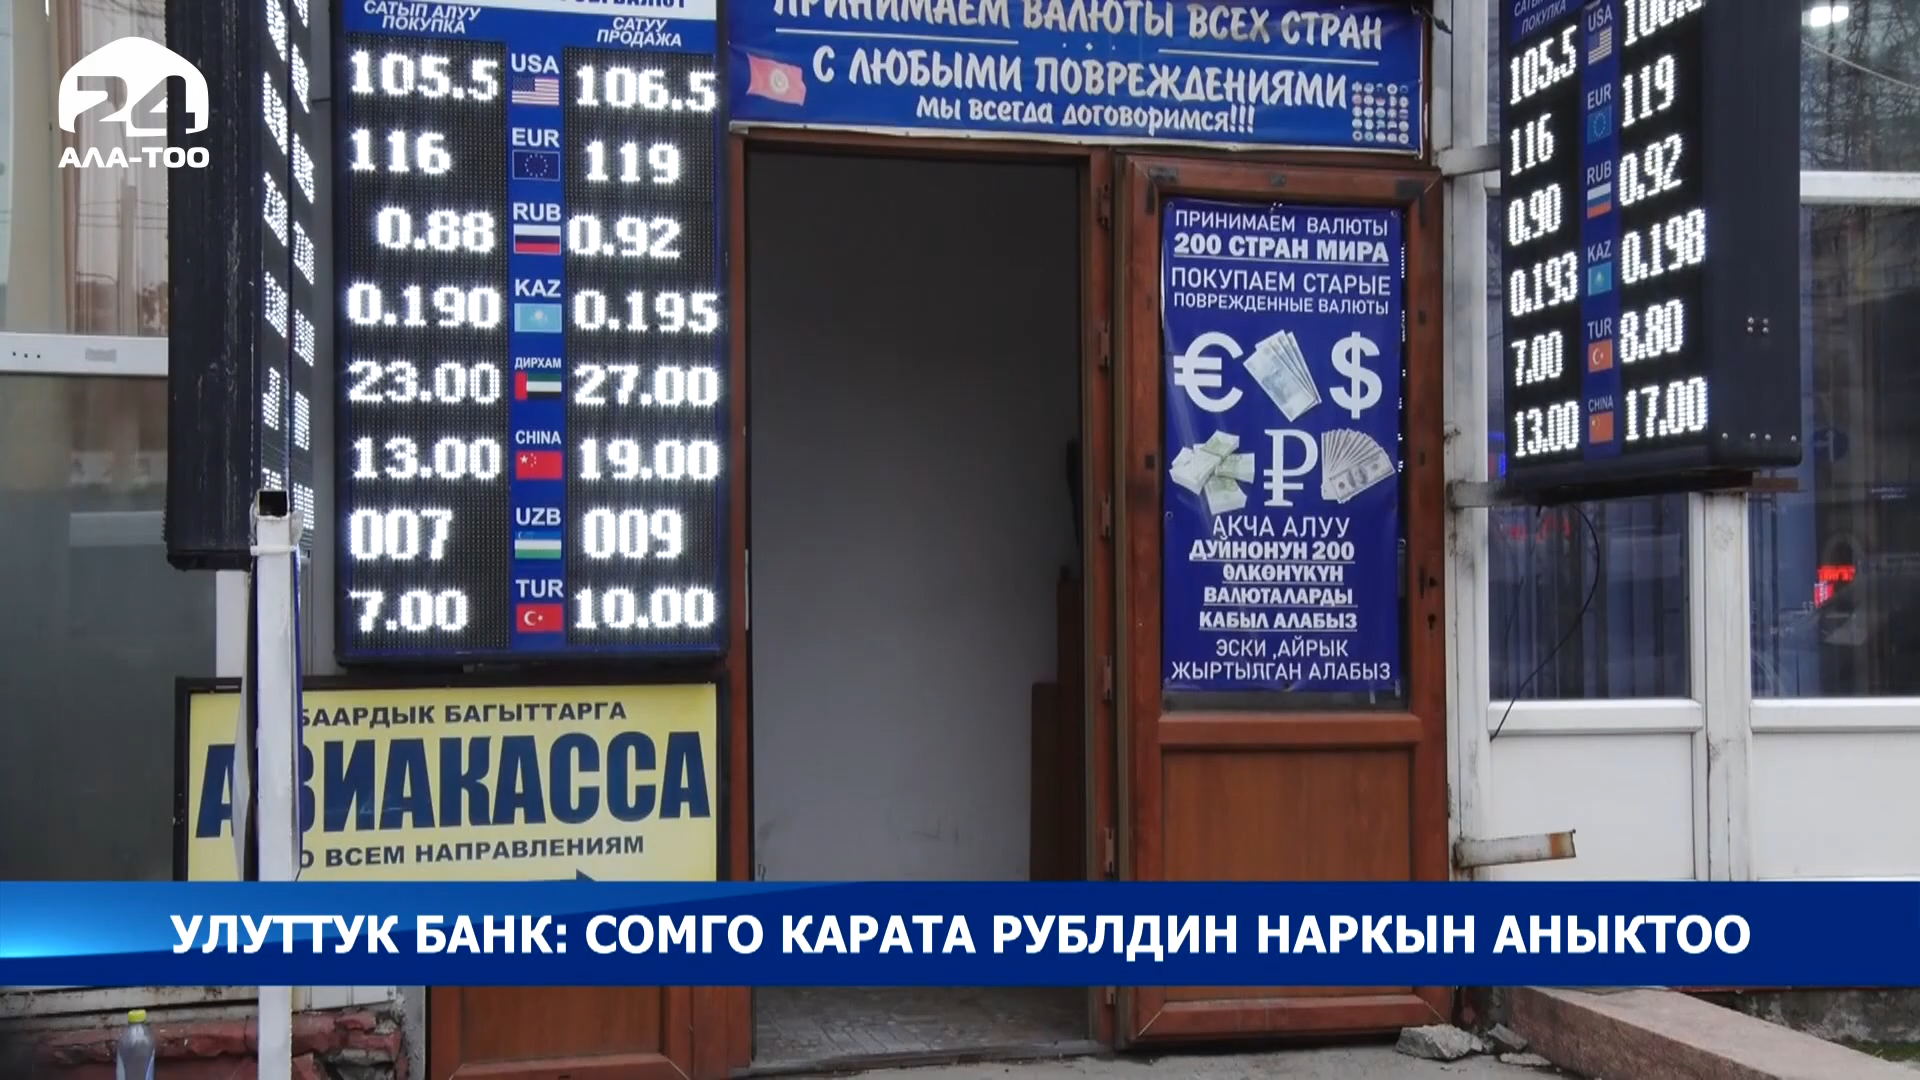 24
АЛА-ТОО
САТЫП АЛУУ
ПОКУПКА
САТУУ
ПРОДАЖА
105.5 USA 106.5
116 EUR 119
0.88 RUB 0.92
0.190 KAZ 0.195
23.00 ДИРХАМ 27.00
13.00 CHINA 19.00
007 UZB 009
7.00 TUR 10.00
БААРДЫК БАГЫТТАРГА
АВИАКАССА
О ВСЕМ НАПРАВЛЕНИЯМ
ПРИНИМАЕМ ВАЛЮТЫ ВСЕХ СТРАН
С ЛЮБЫМИ ПОВРЕЖДЕНИЯМИ
мы всегда договоримся!!!
ПРИНИМАЕМ ВАЛЮТЫ
200 СТРАН МИРА
ПОКУПАЕМ СТАРЫЕ
ПОВРЕЖДЕННЫЕ ВАЛЮТЫ
€ $
₽
АКЧА АЛУУ
ДУЙНОНУН 200
ӨЛКӨНҮКҮН
ВАЛЮТАЛАРДЫ
КАБЫЛ АЛАБЫЗ
ЭСКИ ,АЙРЫК
ЖЫРТЫЛГАН АЛАБЫЗ
САТЫП АЛУУ
ПОКУПКА
105.5 USA
116 EUR 119
0.90 RUB 0.92
0.193 KAZ 0.198
7.00 TUR 8.80
13.00 CHINA 17.00
УЛУТТУК БАНК: СОМГО КАРАТА РУБЛДИН НАРКЫН АНЫКТОО